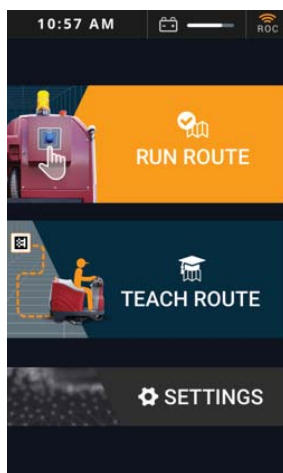 10:57 AM
ROC
RUN ROUTE
TEACH ROUTE
SETTINGS